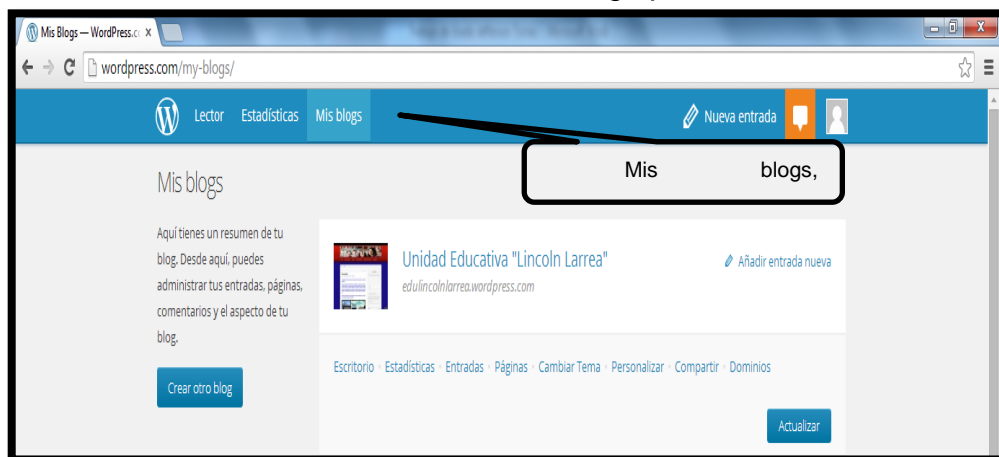 Mis Blogs — WordPress.c
wordpress.com/my-blogs/
Lector Estadísticas Mis blogs Nueva entrada
Mis blogs,
Mis blogs
Aquí tienes un resumen de tu
blog. Desde aquí, puedes
administrar tus entradas, páginas,
comentarios y el aspecto de tu
blog.
Crear otro blog
Unidad Educativa "Lincoln Larrea"
edulincolnlarrea.wordpress.com
Añadir entrada nueva
Escritorio · Estadísticas · Entradas · Páginas · Cambiar Tema · Personalizar · Compartir · Dominios
Actualizar